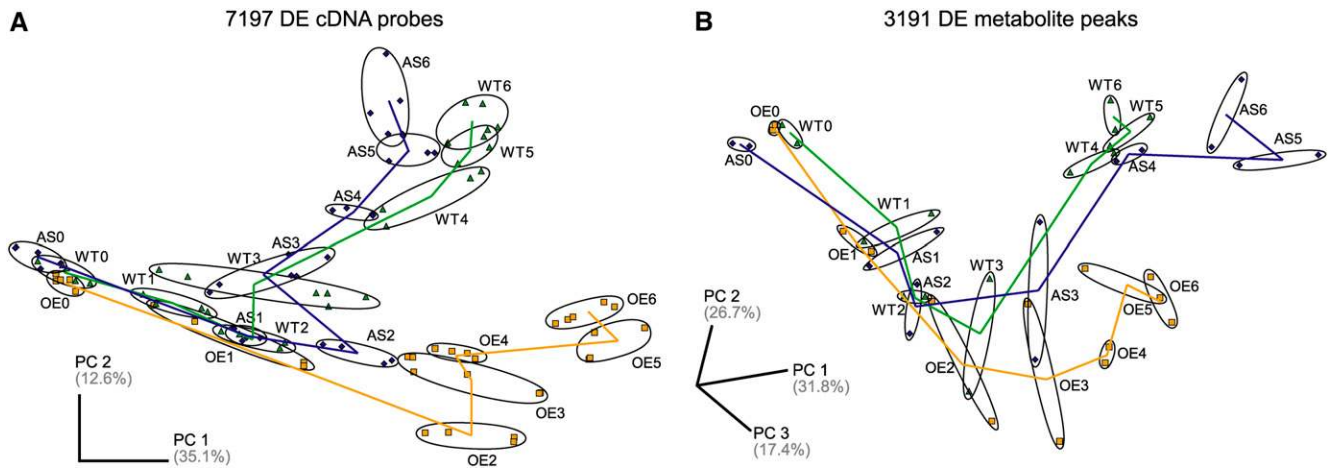 A
7197 DE cDNA probes
AS6
WT6
AS5
WT5
AS4
WT4
AS0
WT0
AS3
WT3
WT1
OE0
AS1
WT2
OE1
AS2
OE4
OE6
OE5
OE3
OE2
PC 2
(12.6%)
PC 1
(35.1%)
B
3191 DE metabolite peaks
WT6
WT5
AS6
AS5
OE0
WT0
AS0
WT4
AS4
WT1
OE1
AS1
AS2
WT3
WT2
AS3
OE6
OE5
OE4
OE2
OE3
PC 2
(26.7%)
PC 1
(31.8%)
PC 3
(17.4%)